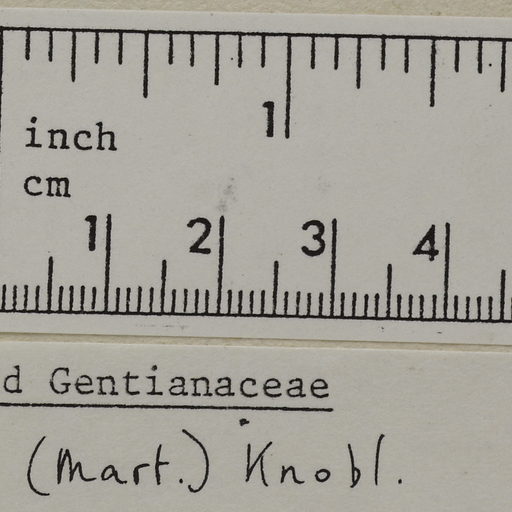 1
inch
cm
1 2 3 4
d Gentianaceae
(Mart.) Knobl.